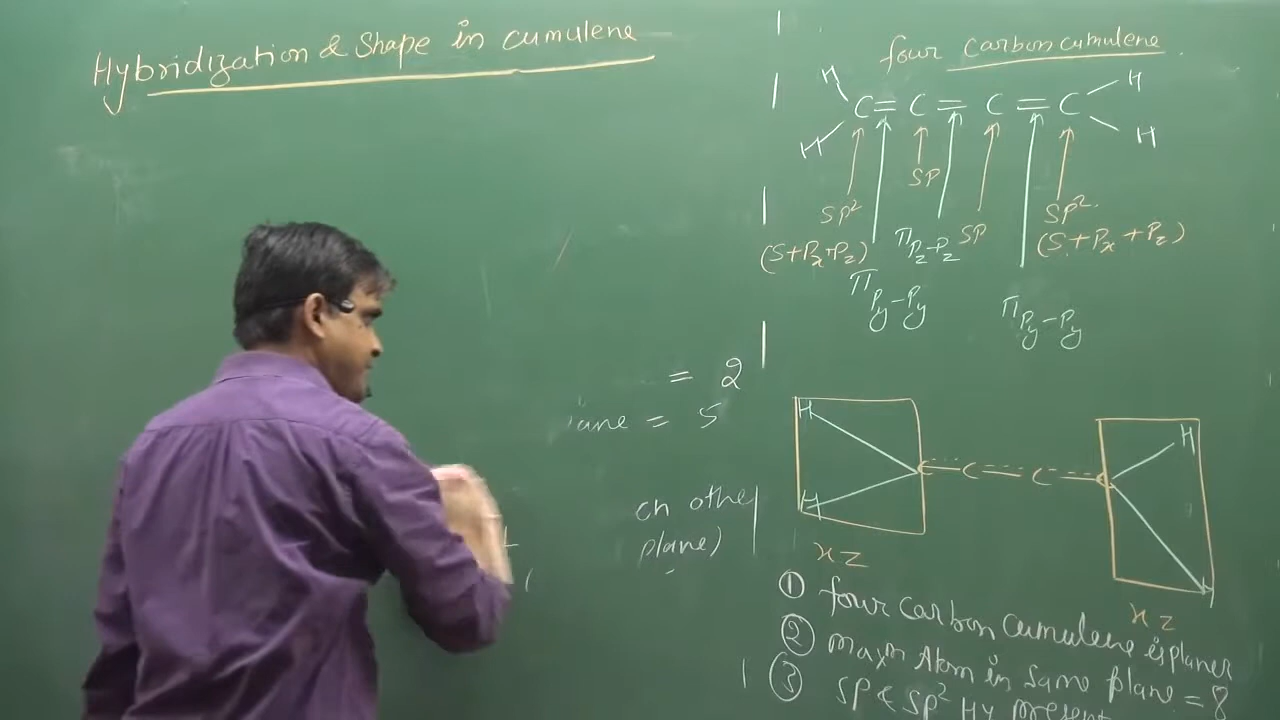 Hybridization & Shape in cumulene
four carbon cumulene
H H
C = C = C = C
H H
SP
SP² SP SP²
(S+Px+Pz) π Pz-Pz (S+Px+Pz)
π Py-Py π Py-Py
= 2
ane = 5
H H
C C C C
H
ch other
plane)
xz
xz
① four carbon cumulene is planer
② maxm Atom in same plane = 8
③ SP & SP² Hy present